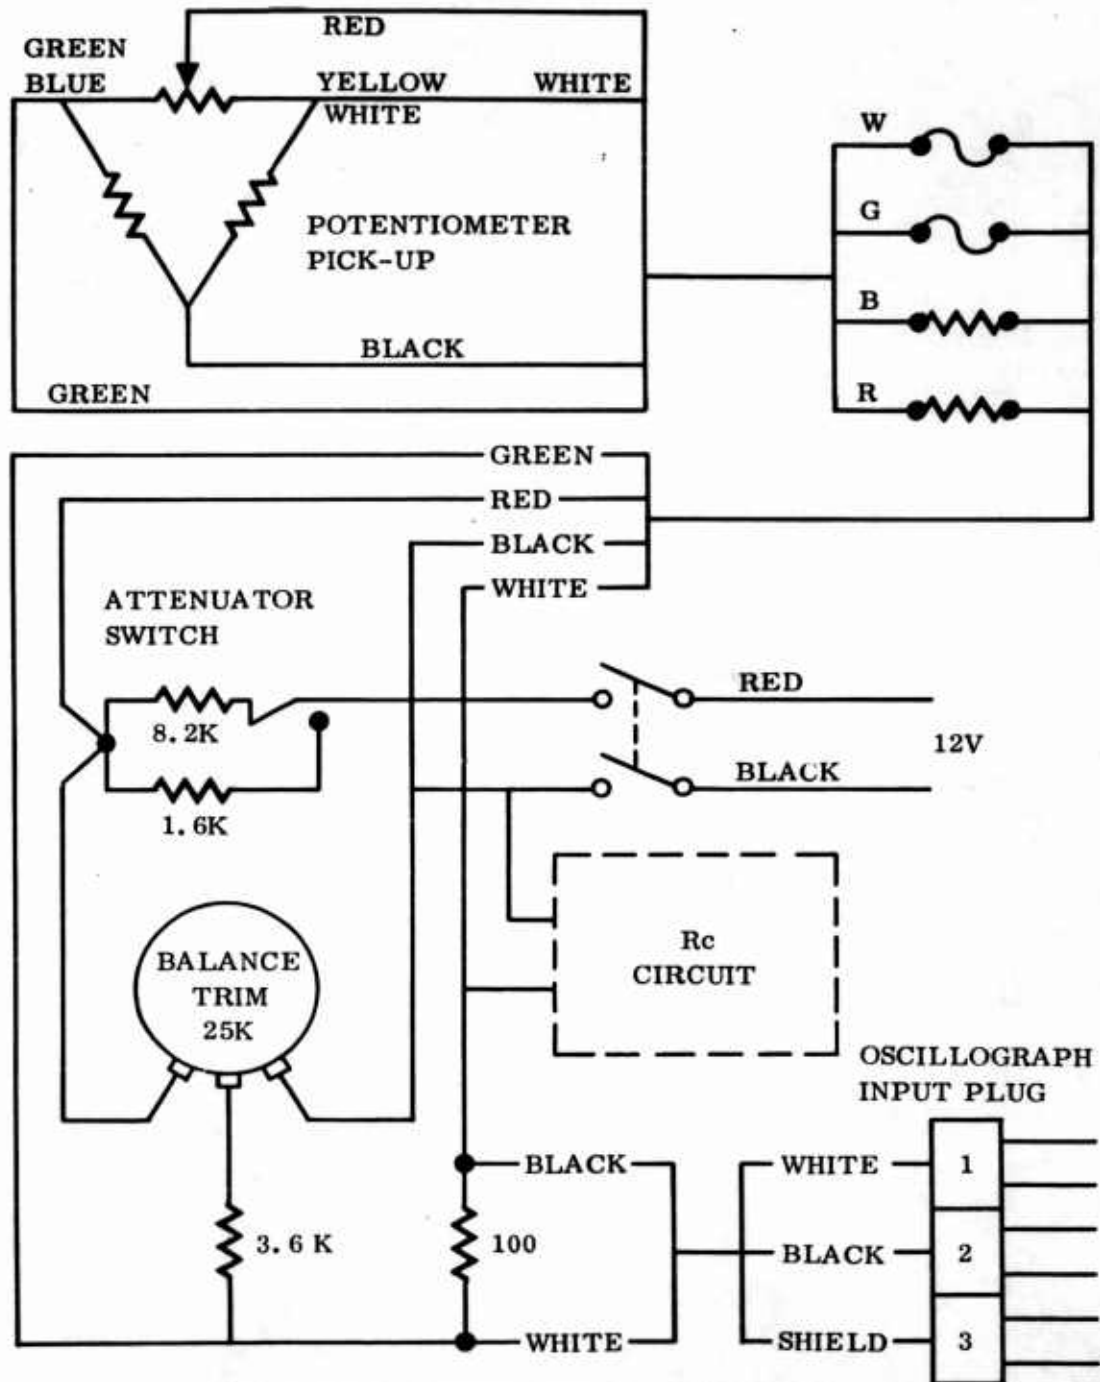 RED
GREEN
BLUE
YELLOW
WHITE
WHITE
W
G
POTENTIOMETER
PICK-UP
B
BLACK
GREEN
R
GREEN
RED
BLACK
WHITE
ATTENUATOR
SWITCH
RED
8.2K
12V
BLACK
1.6K
Rc
CIRCUIT
BALANCE
TRIM
25K
OSCILLOGRAPH
INPUT PLUG
BLACK
WHITE
1
3.6 K
100
BLACK
2
WHITE
SHIELD
3